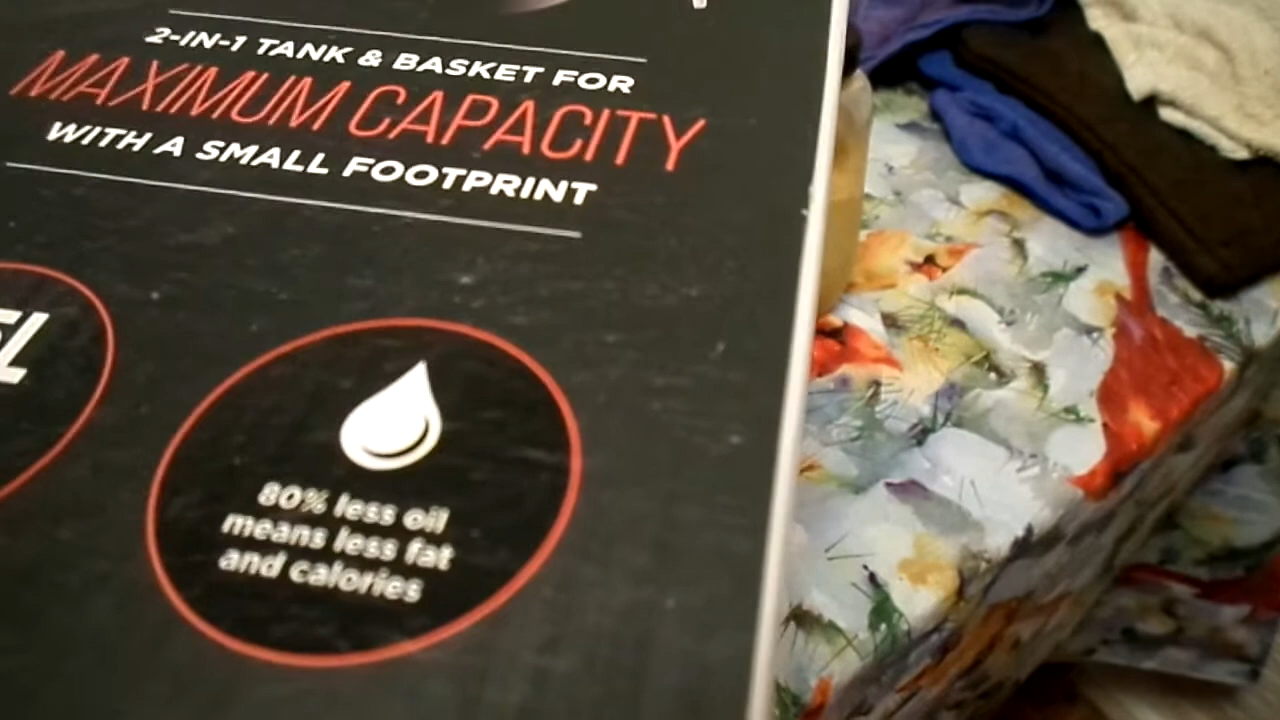 2-IN-1 TANK & BASKET FOR
MAXIMUM CAPACITY
WITH A SMALL FOOTPRINT
L
80% less oil
means less fat
and calories